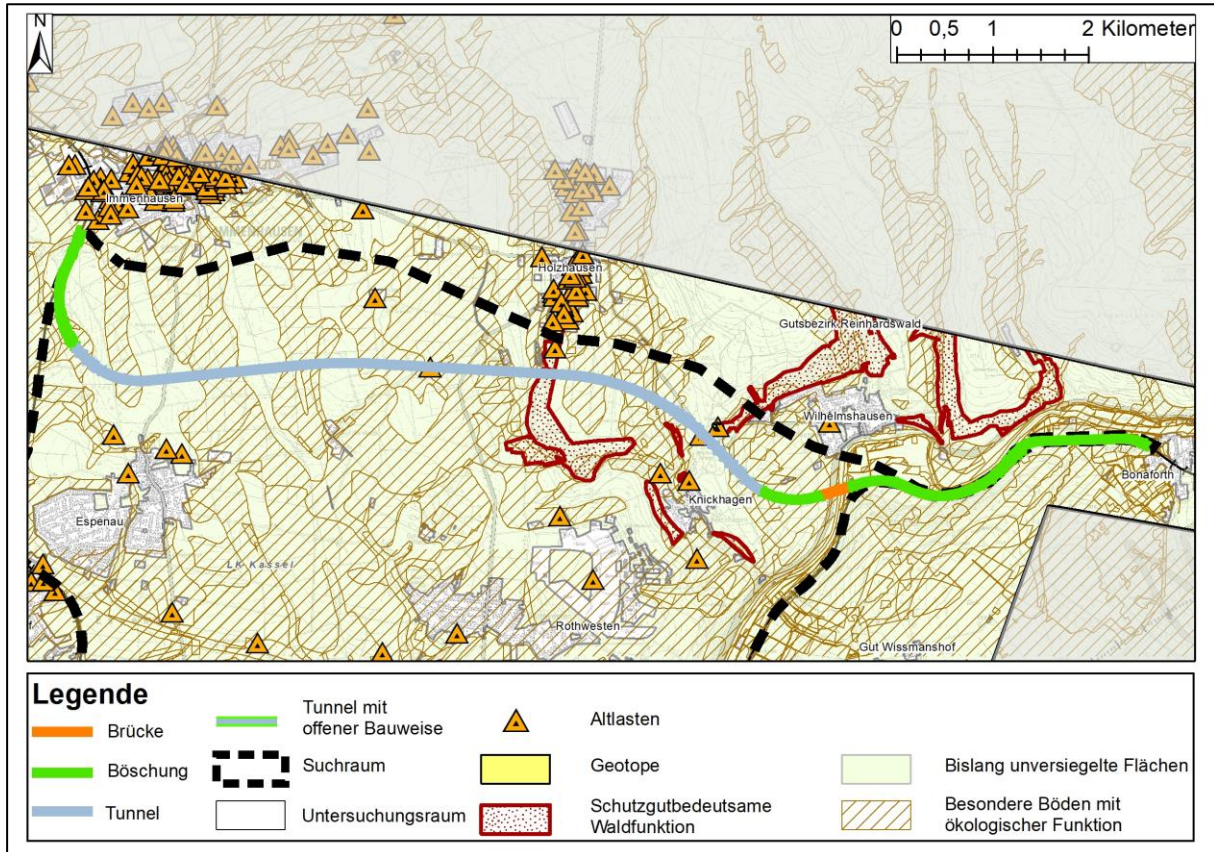 N
0 0,5 1 2 Kilometer
Immenhausen
IMMENHAUSEN
Holzhausen
Gutsbezirk Reinhardswald
Wilhelmshausen
Bonaforth
Knickhagen
Espenau
LK Kassel
Rothwesten
Gut Wissmanshof
Legende
Brücke
Böschung
Tunnel
Tunnel mit
offener Bauweise
Suchraum
Untersuchungsraum
Altlasten
Geotope
Schutzgutbedeutsame
Waldfunktion
Bislang unversiegelte Flächen
Besondere Böden mit
ökologischer Funktion